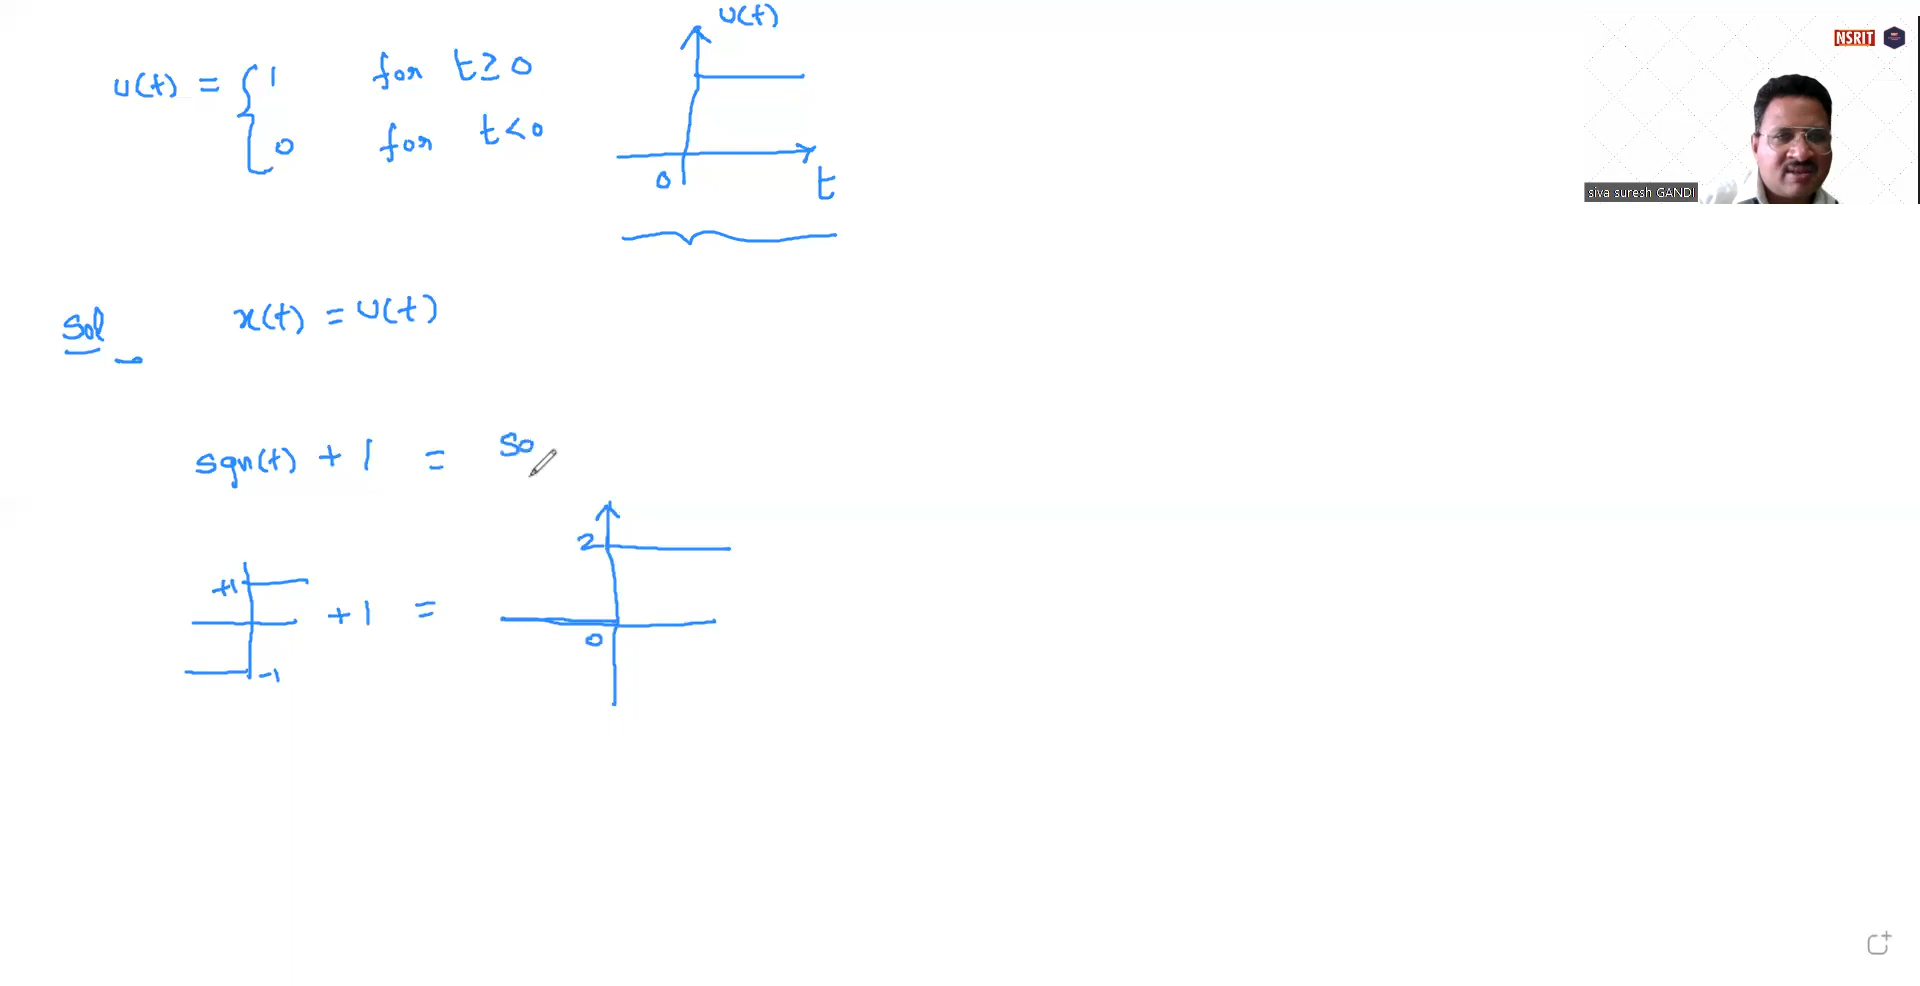 u(t)
u(t) = { 1 for t ≥ 0
0 for t < 0
0
t
NSRIT
siva suresh GANDI
Sol
x(t) = u(t)
sgn(t) + 1 = So
2
+1
+ 1 =
0
-1